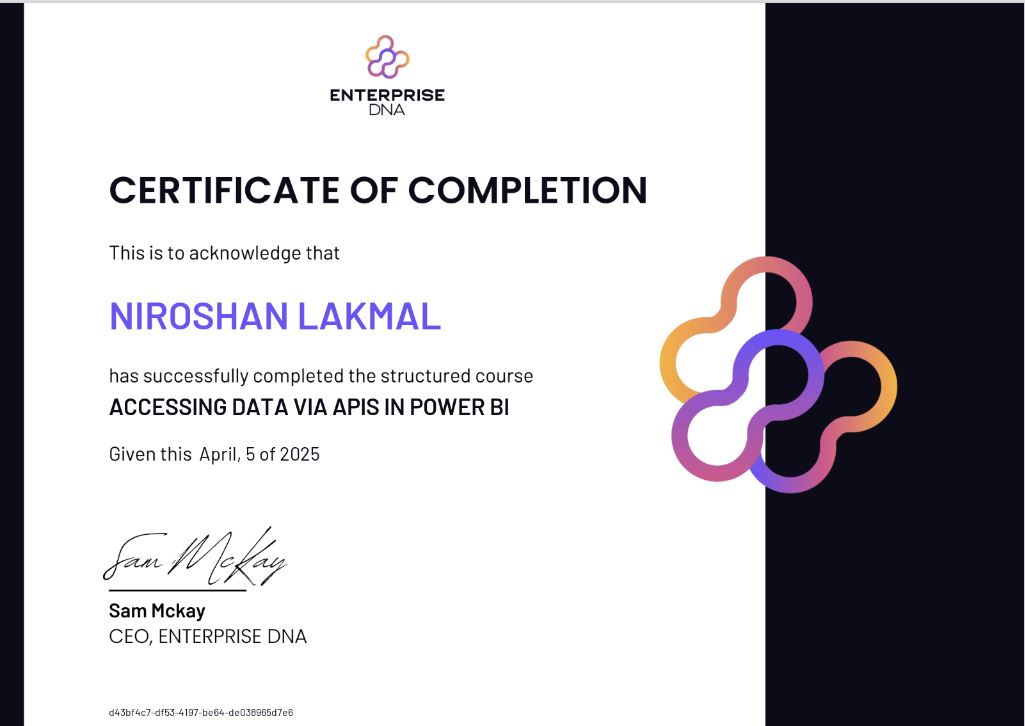 ENTERPRISE
DNA
CERTIFICATE OF COMPLETION
This is to acknowledge that
NIROSHAN LAKMAL
has successfully completed the structured course
ACCESSING DATA VIA APIS IN POWER BI
Given this April, 5 of 2025
Sam McKay
Sam Mckay
CEO, ENTERPRISE DNA
d43bf4c7-df53-4197-be64-de038965d7e6